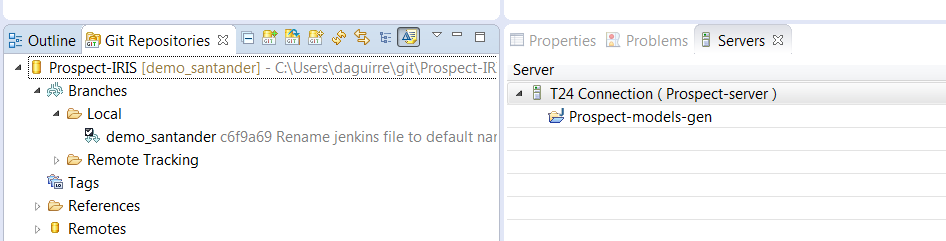 Outline Git Repositories
Prospect-IRIS [demo_santander] - C:\Users\daguirre\git\Prospect-IR
Branches
Local
demo_santander c6f9a69 Rename jenkins file to default nar
Remote Tracking
Tags
References
Remotes
Properties Problems Servers
Server
T24 Connection ( Prospect-server )
Prospect-models-gen